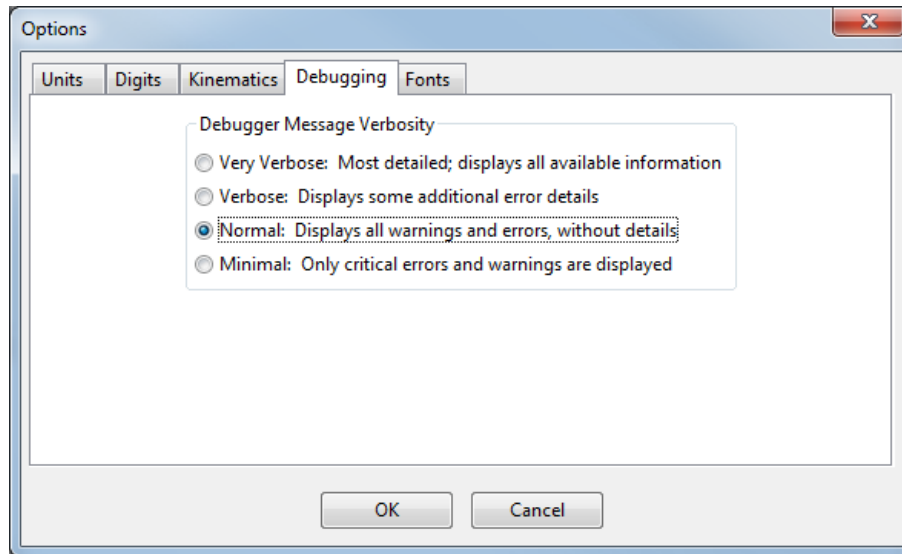 Options
Units Digits Kinematics Debugging Fonts
Debugger Message Verbosity
Very Verbose:  Most detailed; displays all available information
Verbose:  Displays some additional error details
Normal:  Displays all warnings and errors, without details
Minimal:  Only critical errors and warnings are displayed
OK Cancel